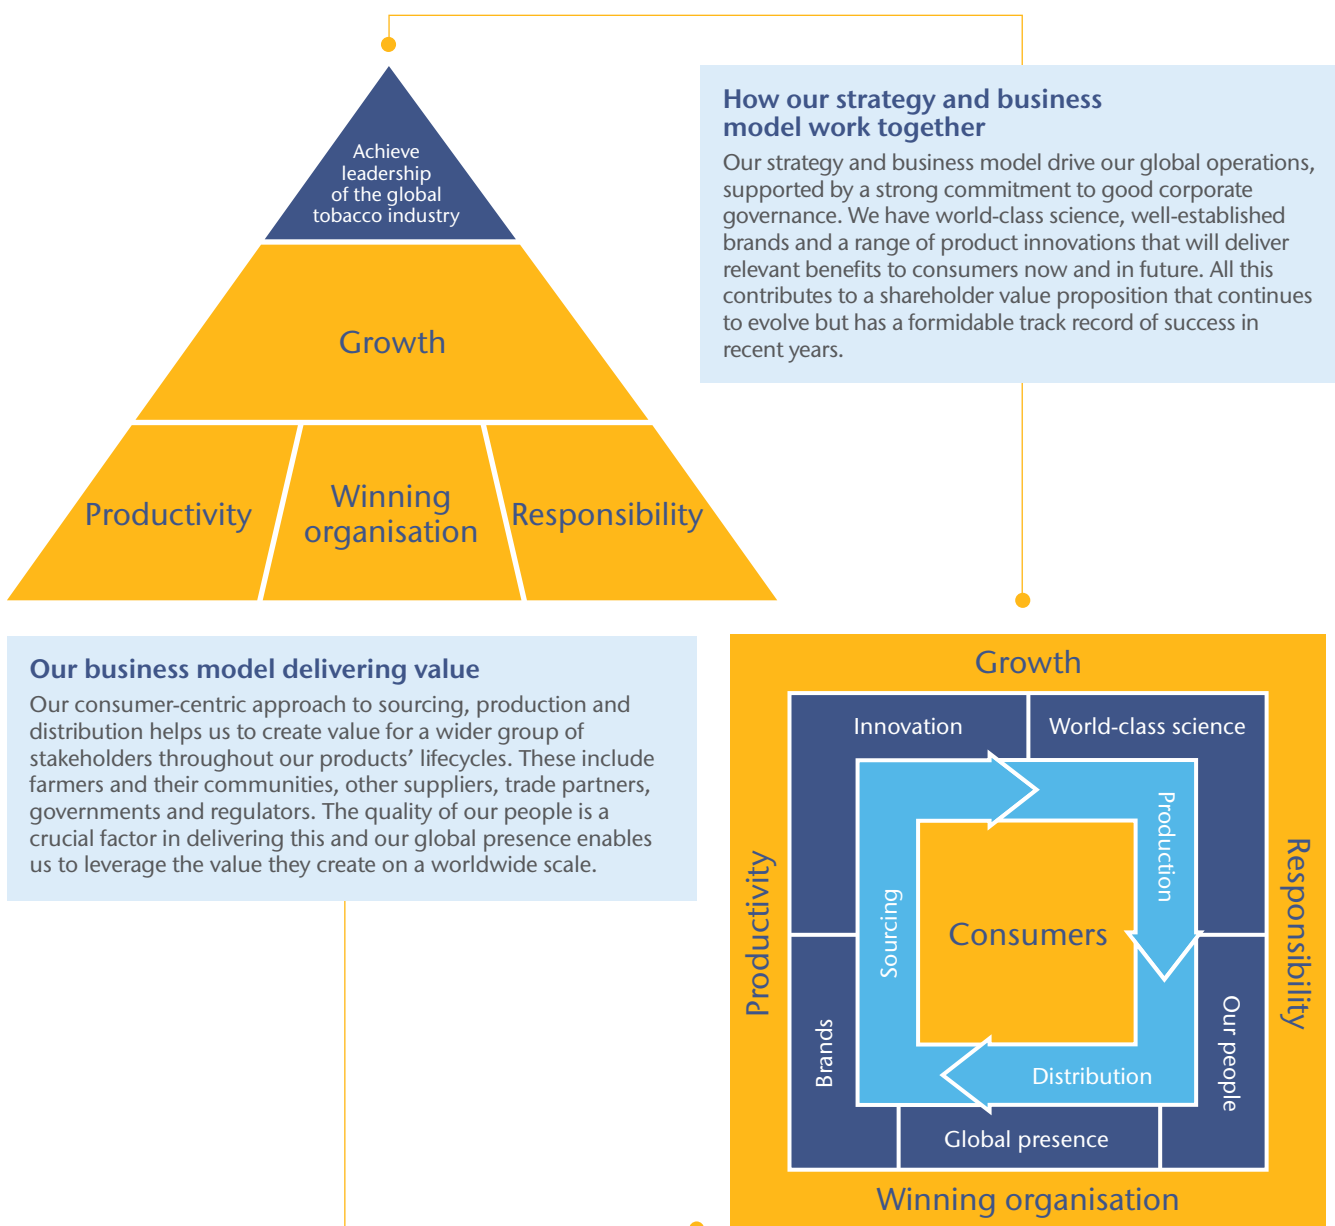 Achieve
leadership
of the global
tobacco industry
Growth
Productivity
Winning
organisation
Responsibility
How our strategy and business
model work together
Our strategy and business model drive our global operations,
supported by a strong commitment to good corporate
governance. We have world-class science, well-established
brands and a range of product innovations that will deliver
relevant benefits to consumers now and in future. All this
contributes to a shareholder value proposition that continues
to evolve but has a formidable track record of success in
recent years.
Our business model delivering value
Our consumer-centric approach to sourcing, production and
distribution helps us to create value for a wider group of
stakeholders throughout our products’ lifecycles. These include
farmers and their communities, other suppliers, trade partners,
governments and regulators. The quality of our people is a
crucial factor in delivering this and our global presence enables
us to leverage the value they create on a worldwide scale.
Growth
Innovation
World-class science
Production
Productivity
Responsibility
Sourcing
Consumers
Brands
Our people
Distribution
Global presence
Winning organisation